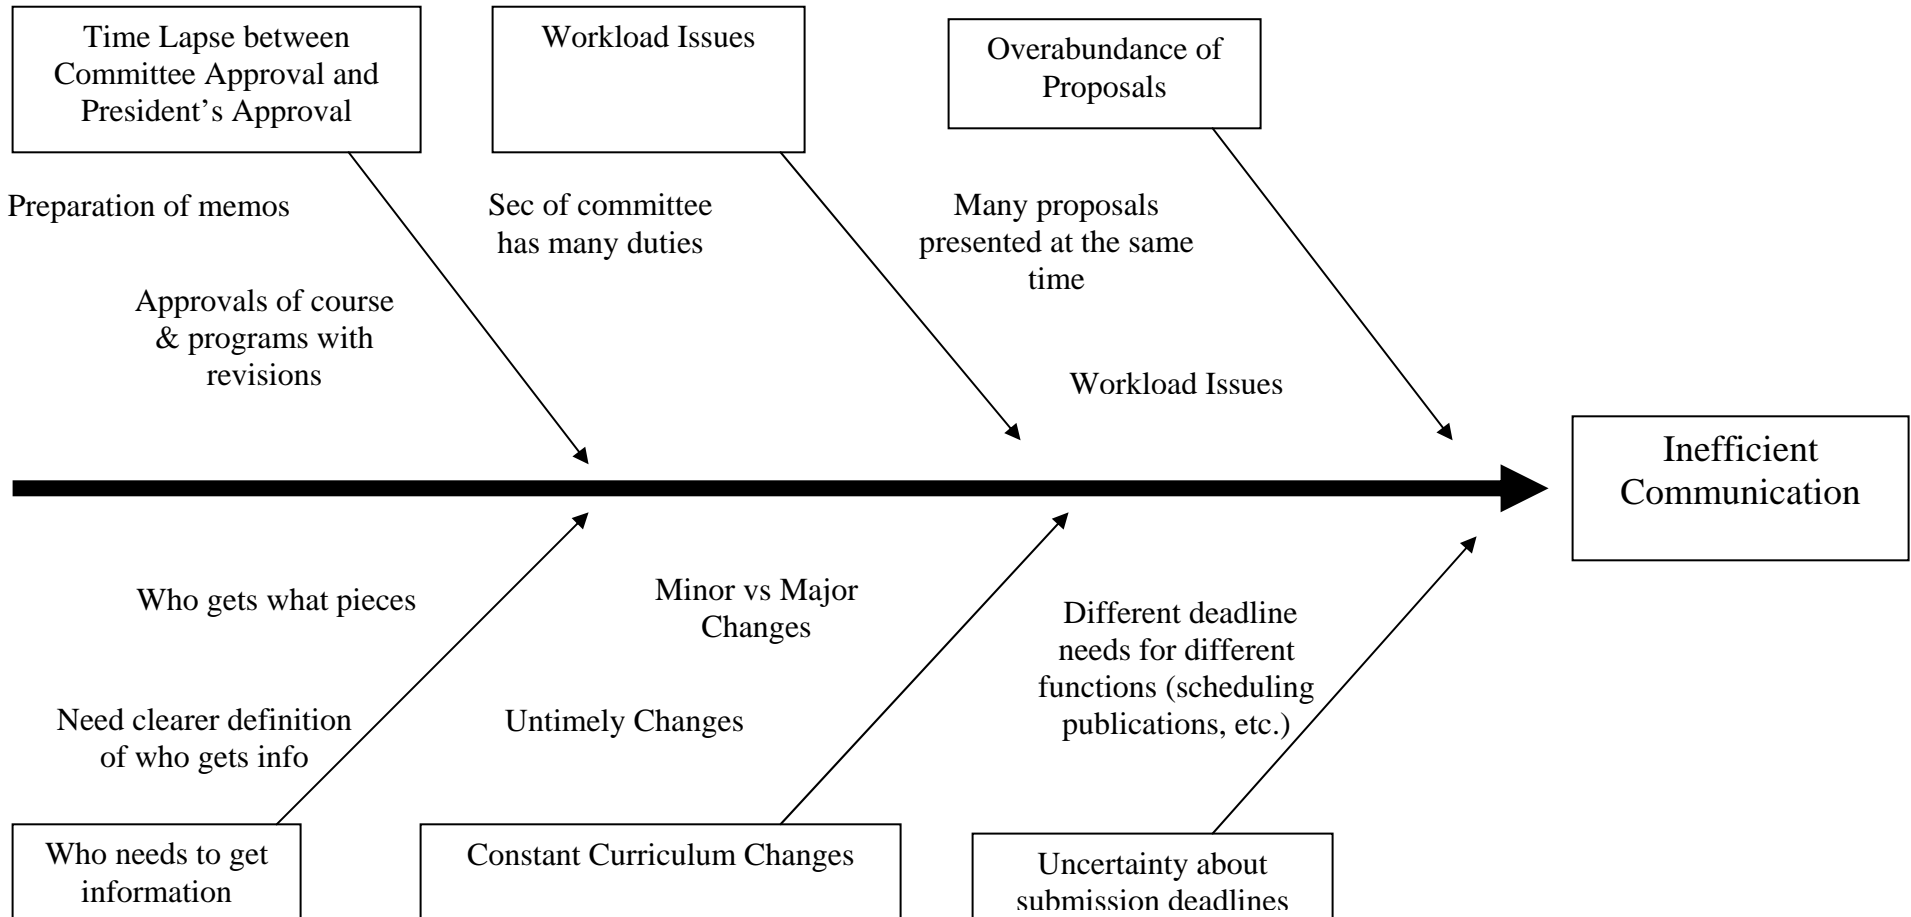 Time Lapse between
Committee Approval and
President’s Approval
Workload Issues
Overabundance of
Proposals
Preparation of memos
Approvals of course
& programs with
revisions
Sec of committee
has many duties
Many proposals
presented at the same
time
Workload Issues
Inefficient
Communication
Who gets what pieces
Need clearer definition
of who gets info
Minor vs Major
Changes
Untimely Changes
Different deadline
needs for different
functions (scheduling
publications, etc.)
Who needs to get
information
Constant Curriculum Changes
Uncertainty about
submission deadlines